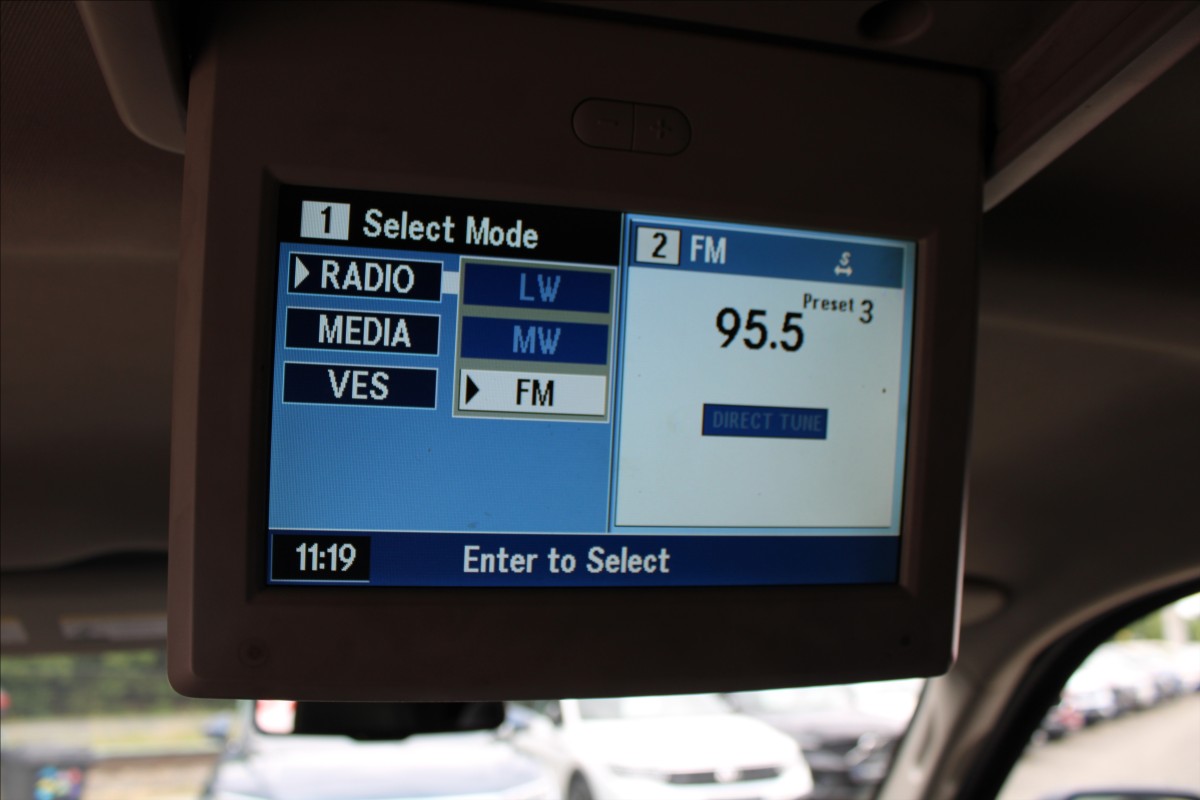 1 Select Mode
RADIO
MEDIA
VES
LW
MW
FM
2 FM
S
Preset 3
95.5
DIRECT TUNE
11:19
Enter to Select
- +